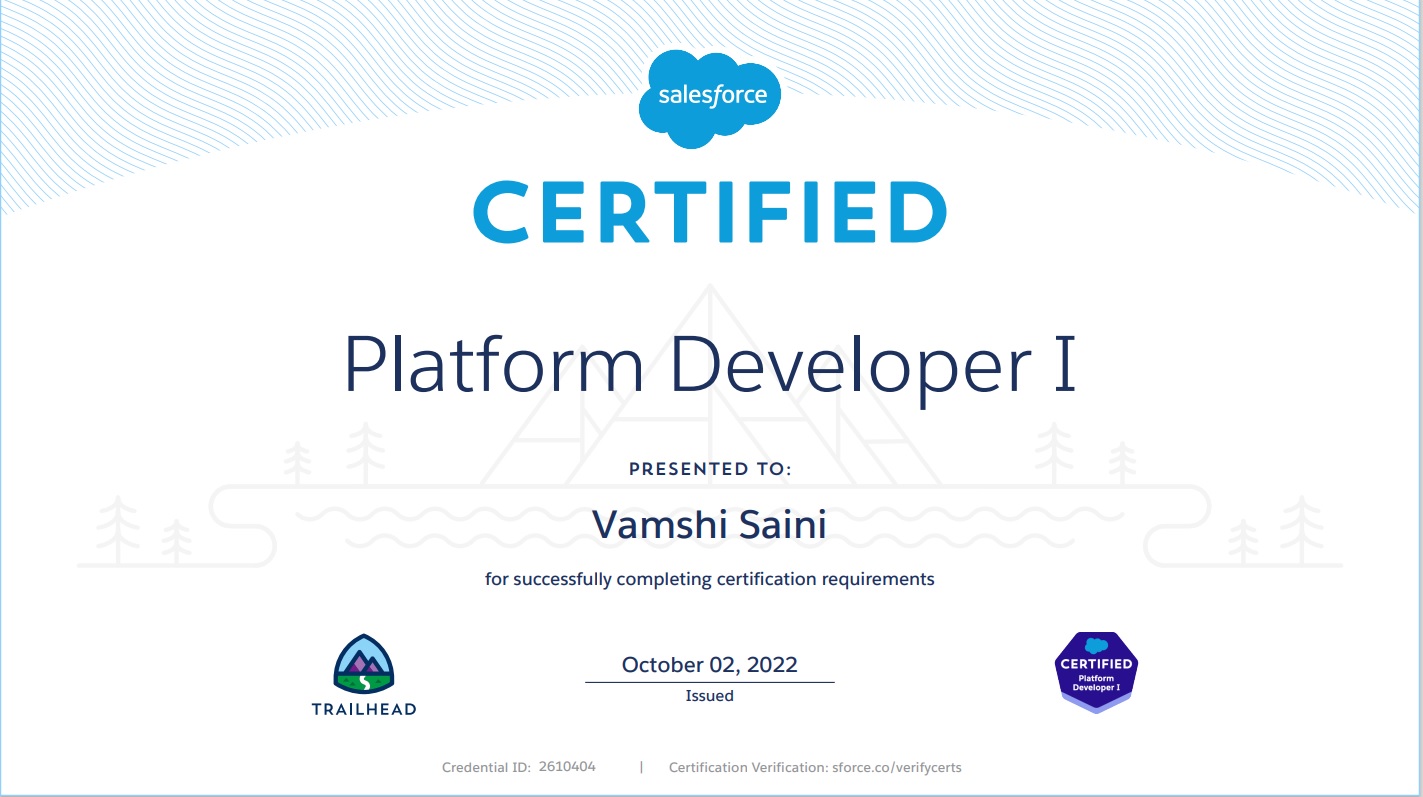 salesforce
CERTIFIED
Platform Developer I
PRESENTED TO:
Vamshi Saini
for successfully completing certification requirements
October 02, 2022
Issued
TRAILHEAD
CERTIFIED
Platform
Developer I
Credential ID: 2610404 | Certification Verification: sforce.co/verifycerts